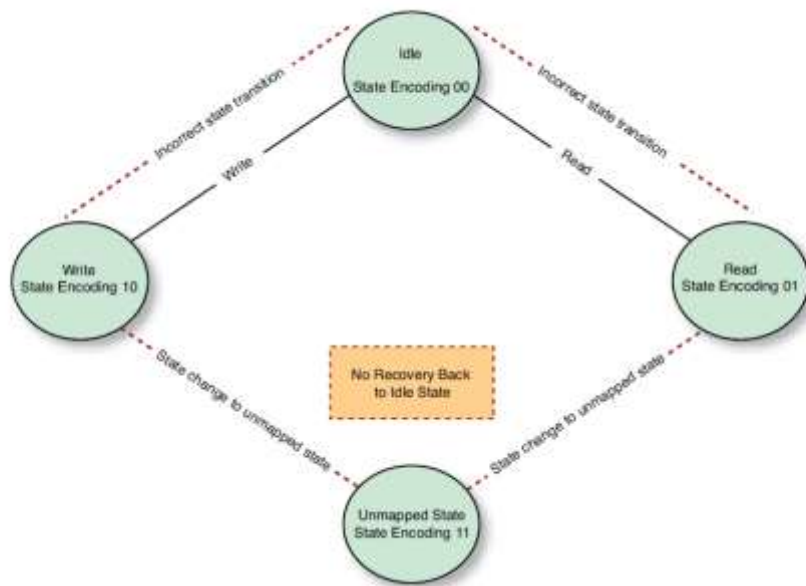 Idle
State Encoding 00
Incorrect state transition
Incorrect state transition
Write
Read
Write
State Encoding 10
Read
State Encoding 01
No Recovery Back
to Idle State
State change to unmapped state
State change to unmapped state
Unmapped State
State Encoding 11